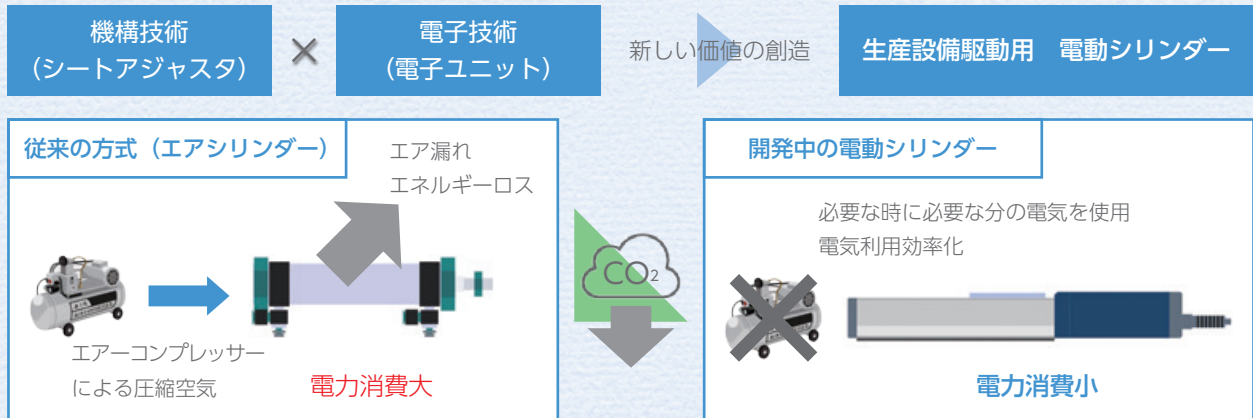 機構技術
（シートアジャスタ）
×
電子技術
（電子ユニット）
新しい価値の創造
生産設備駆動用　電動シリンダー
従来の方式（エアシリンダー）
エア漏れ
エネルギーロス
エアーコンプレッサー
による圧縮空気
電力消費大
CO₂
開発中の電動シリンダー
必要な時に必要な分の電気を使用
電気利用効率化
電力消費小